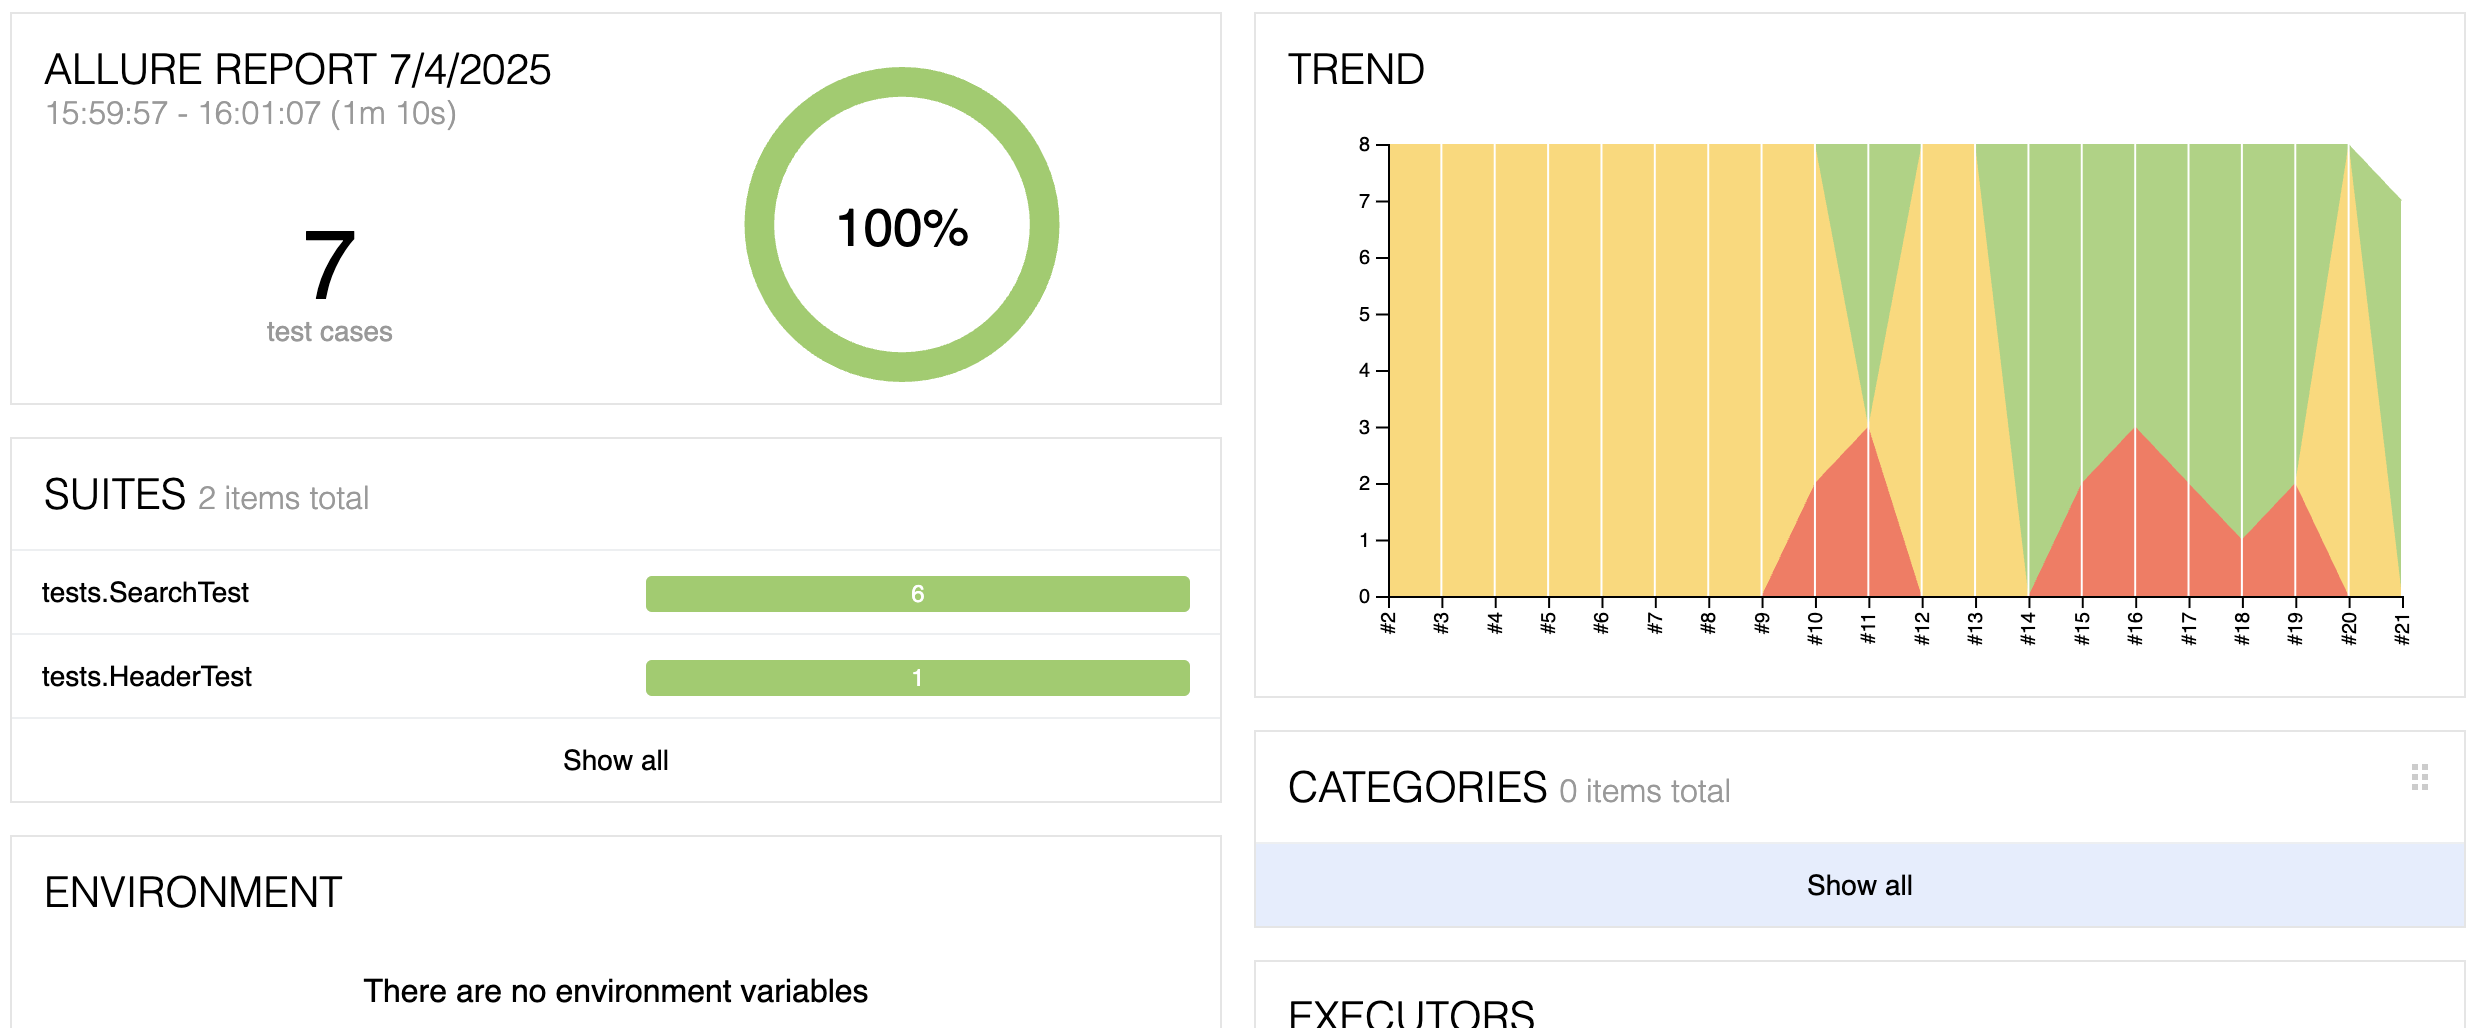 ALLURE REPORT 7/4/2025
15:59:57 - 16:01:07 (1m 10s)
7
test cases
100%
SUITES 2 items total
tests.SearchTest 6
tests.HeaderTest 1
Show all
ENVIRONMENT
There are no environment variables
TREND
8
7
6
5
4
3
2
1
0
#2 #3 #4 #5 #6 #7 #8 #9 #10 #11 #12 #13 #14 #15 #16 #17 #18 #19 #20 #21
CATEGORIES 0 items total
Show all
EXECUTORS